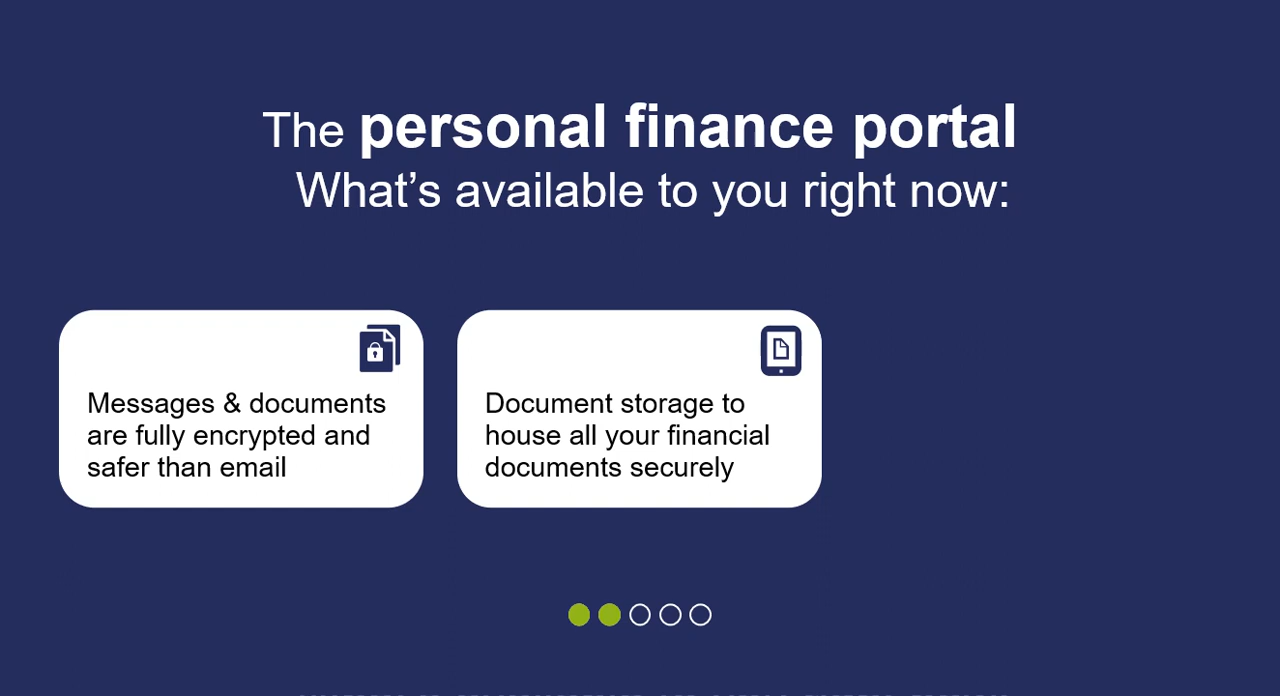 The personal finance portal
What’s available to you right now:
Messages & documents
are fully encrypted and
safer than email
Document storage to
house all your financial
documents securely